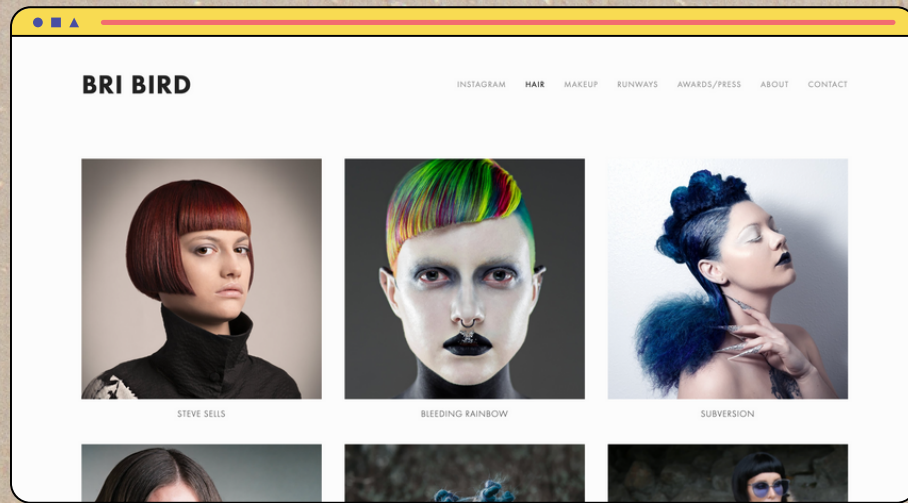 BRI BIRD
INSTAGRAM HAIR MAKEUP RUNWAYS AWARDS/PRESS ABOUT CONTACT
STEVE SELLS BLEEDING RAINBOW SUBVERSION